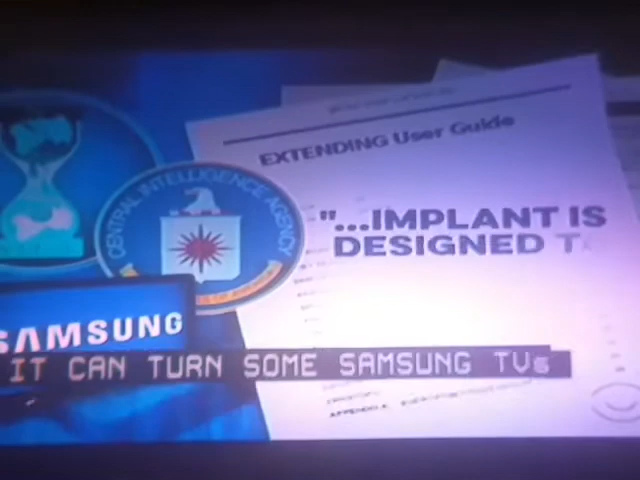 EXTENDING User Guide
CENTRAL INTELLIGENCE AGENCY
"...IMPLANT IS
DESIGNED T
SAMSUNG
IT CAN TURN SOME SAMSUNG TVs